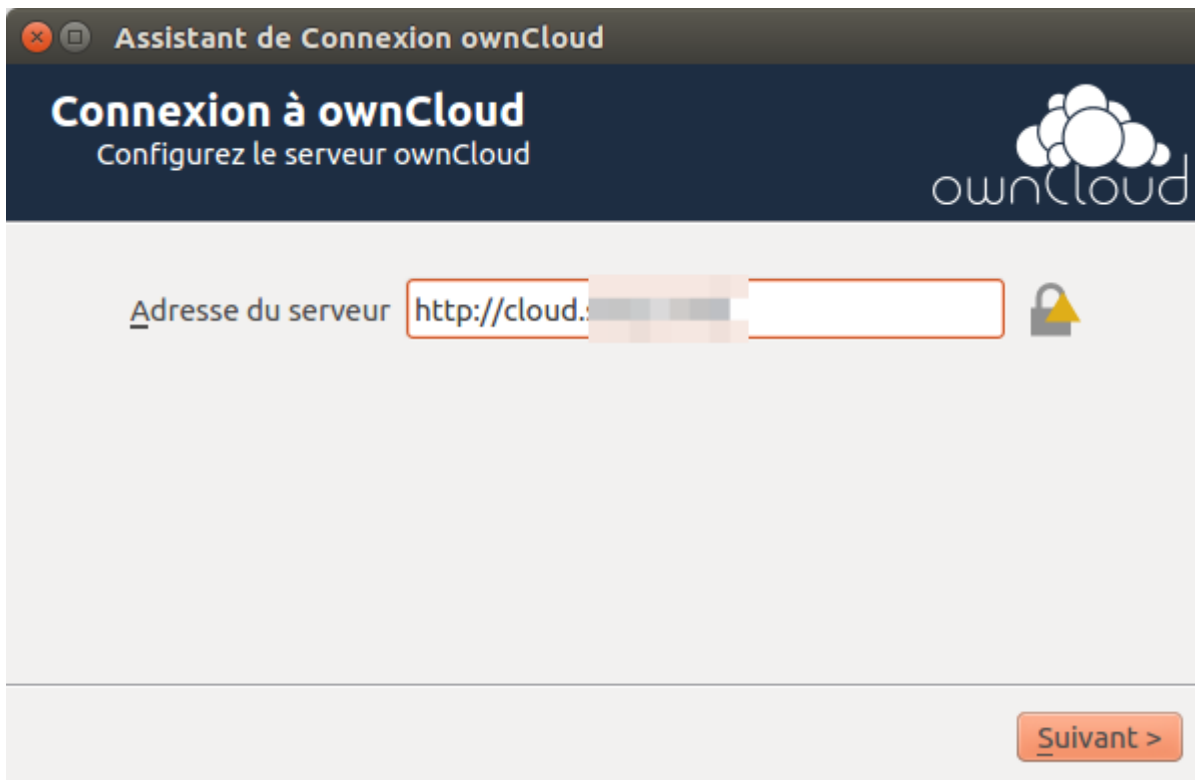 Assistant de Connexion ownCloud
Connexion à ownCloud
Configurez le serveur ownCloud
ownCloud
Adresse du serveur http://cloud.
Suivant >